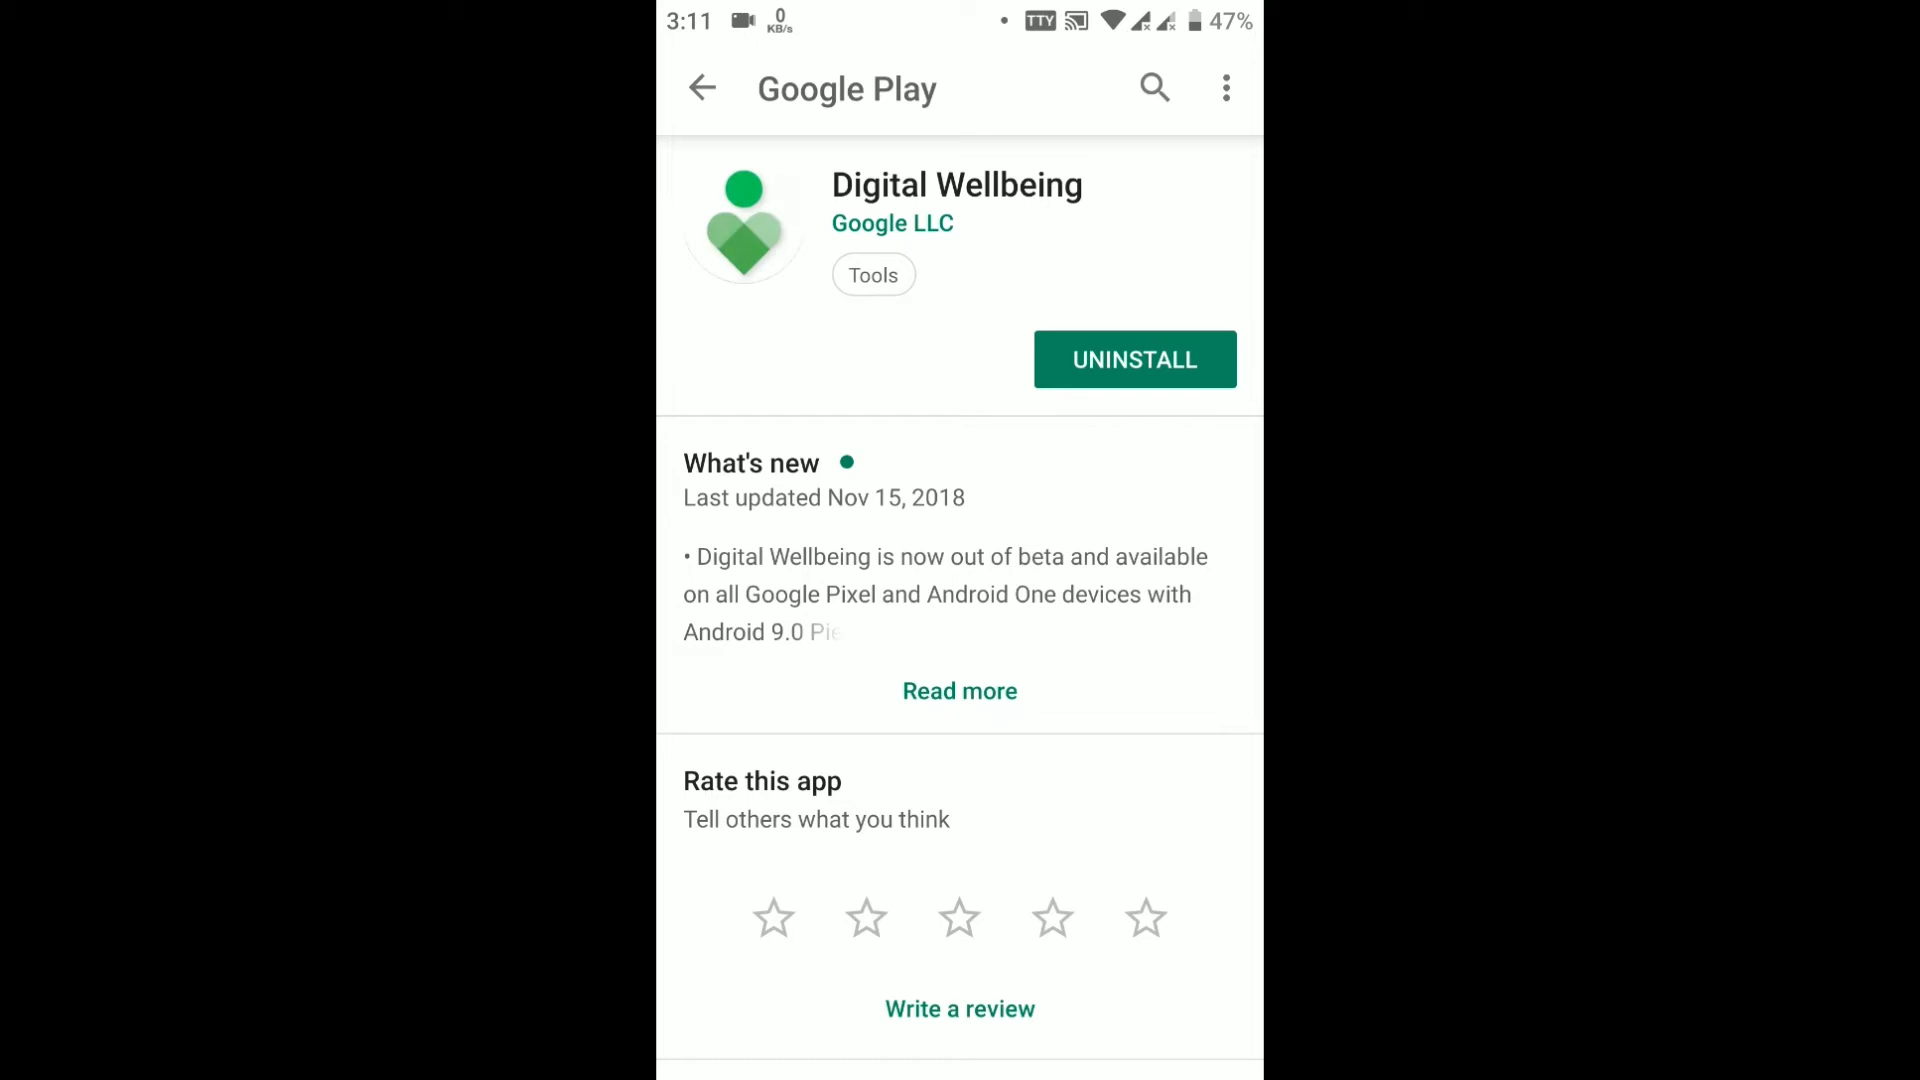 3:11 0 KB/s TTY 47%
Google Play
Digital Wellbeing
Google LLC
Tools
UNINSTALL
What's new
Last updated Nov 15, 2018
• Digital Wellbeing is now out of beta and available
on all Google Pixel and Android One devices with
Android 9.0 Pie
Read more
Rate this app
Tell others what you think
Write a review